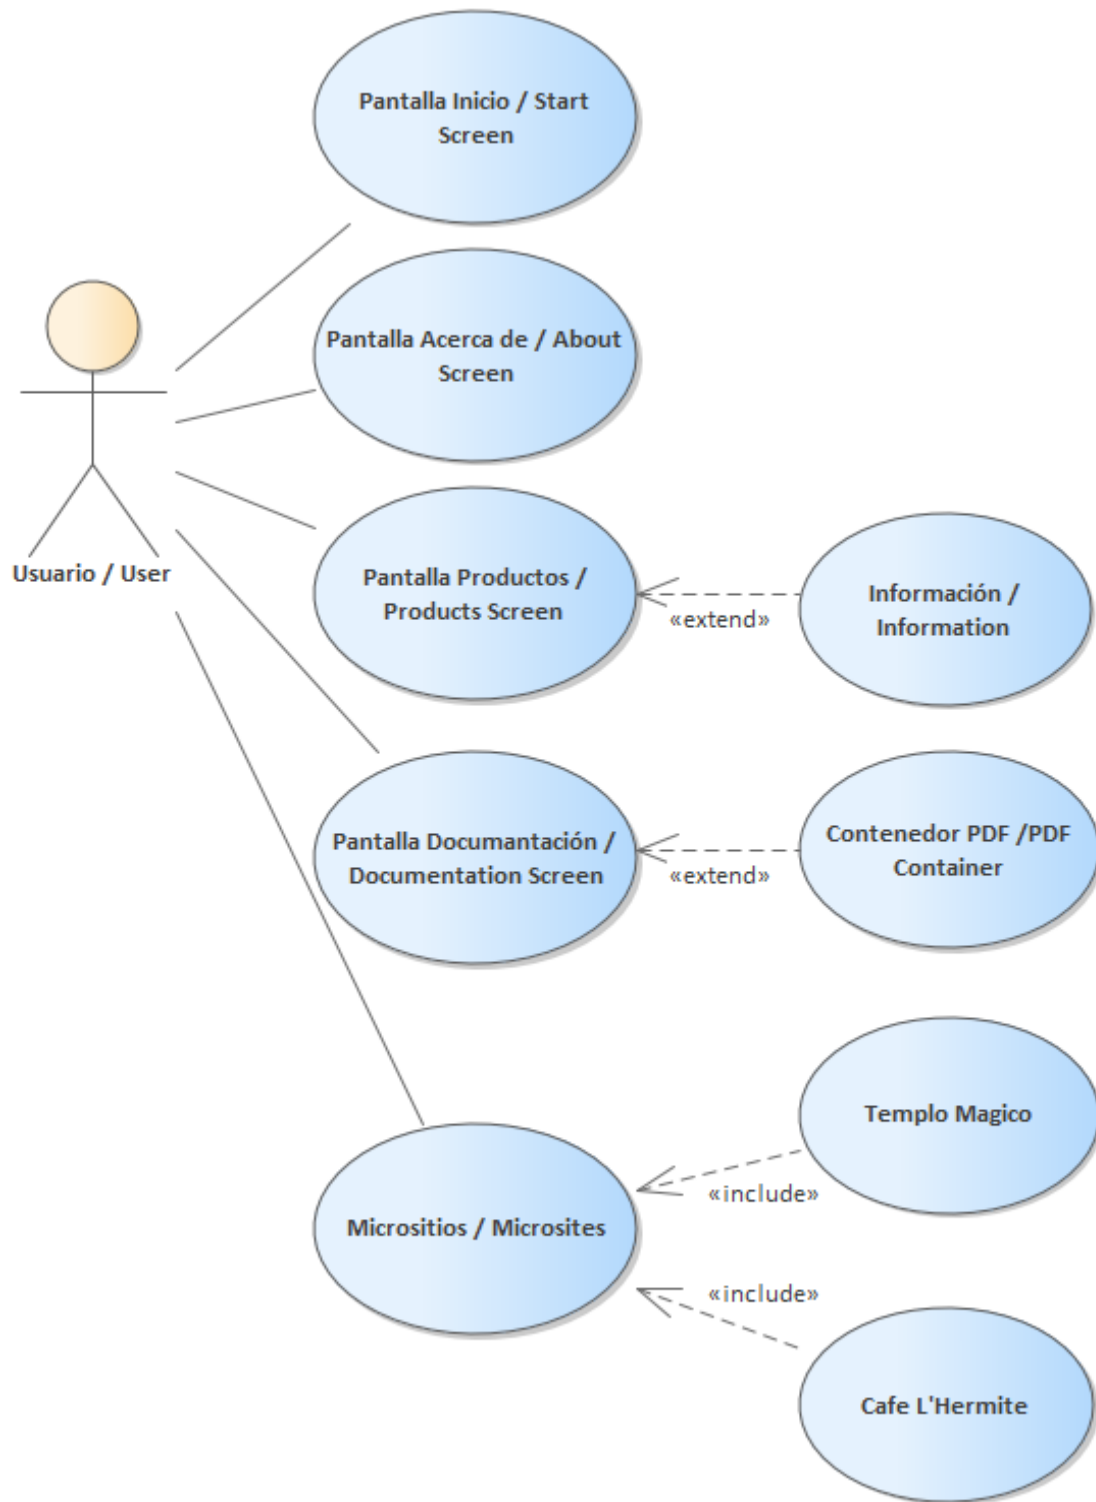 Pantalla Inicio / Start
Screen
Pantalla Acerca de / About
Screen
Usuario / User
Pantalla Productos /
Products Screen
«extend»
Información /
Information
Pantalla Documantación /
Documentation Screen
«extend»
Contenedor PDF /PDF
Container
Templo Magico
«include»
Micrositios / Microsites
«include»
Cafe L'Hermite